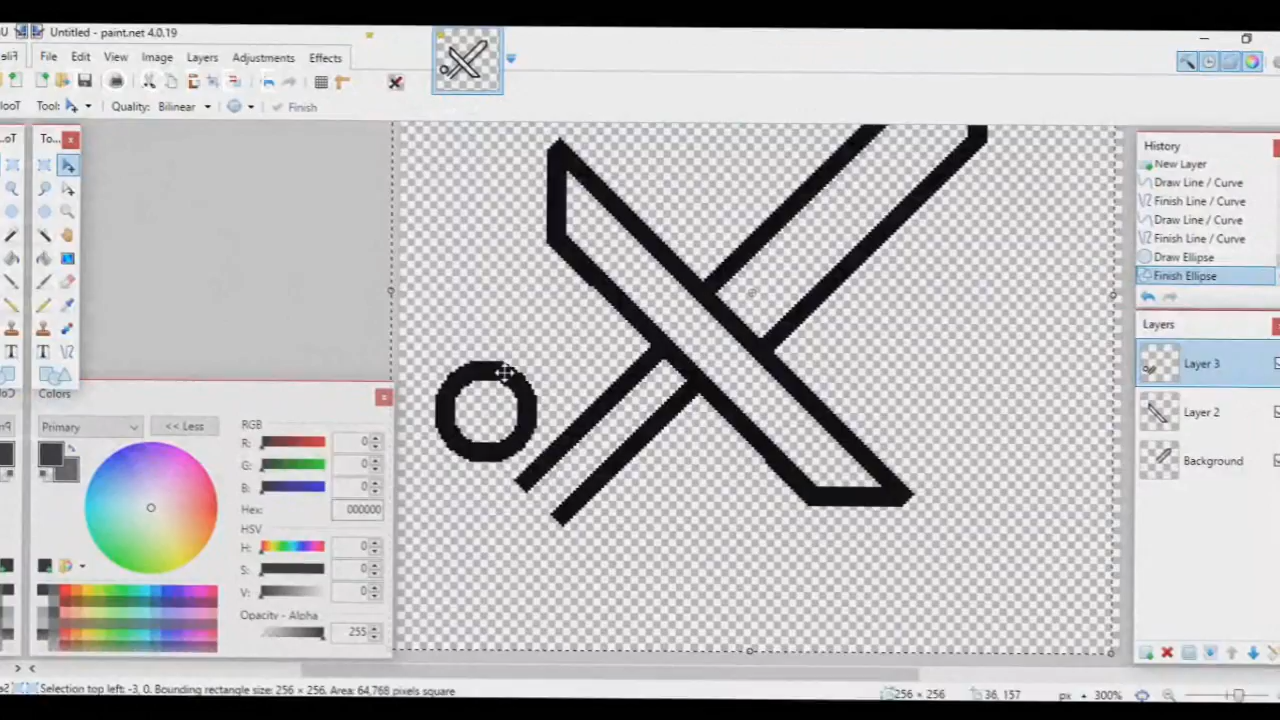 Untitled - paint.net 4.0.19
File Edit View Image Layers Adjustments Effects
Tool: Quality: Bilinear Finish
To...
History
New Layer
Draw Line / Curve
Finish Line / Curve
Draw Line / Curve
Finish Line / Curve
Draw Ellipse
Finish Ellipse
Layers
Layer 3
Layer 2
Background
Colors
Primary
<< Less
RGB
R: 0
G: 0
B: 0
Hex: 000000
HSV
H: 0
S: 0
V: 0
Opacity - Alpha
255
Selection top left: -3, 0. Bounding rectangle size: 256 × 256. Area: 64,768 pixels square
256 × 256
36, 157
px
300%